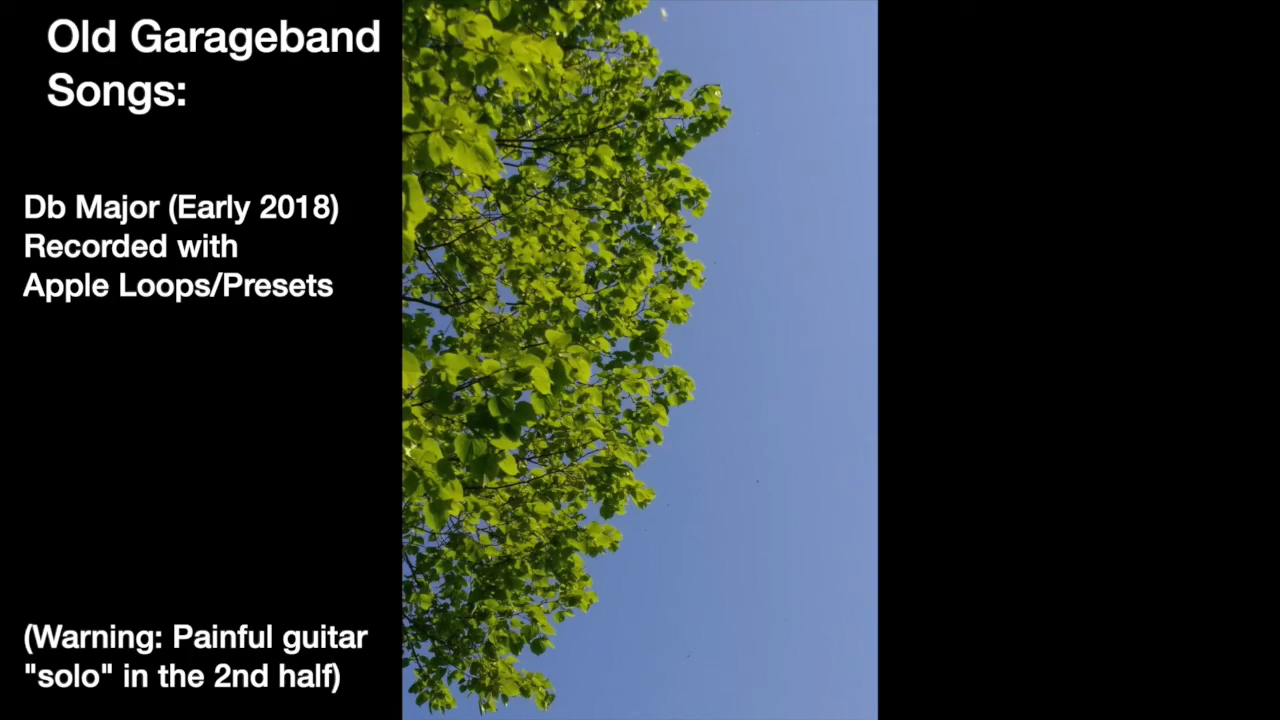 Old Garageband
Songs:
Db Major (Early 2018)
Recorded with
Apple Loops/Presets
(Warning: Painful guitar
"solo" in the 2nd half)